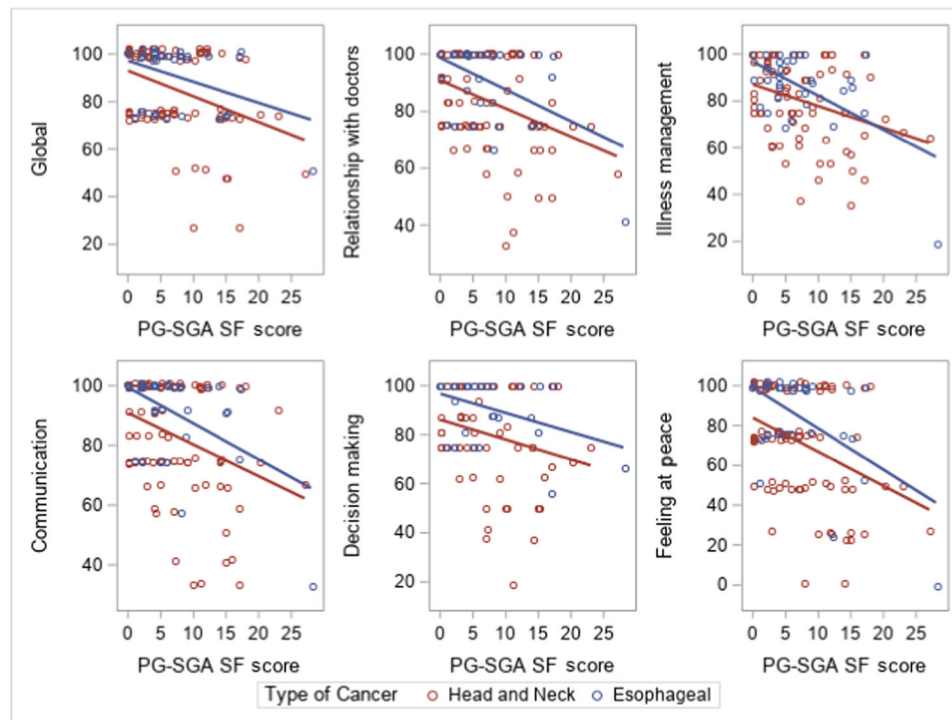 Global
100
80
60
40
20
0 5 10 15 20 25
PG-SGA SF score
Relationship with doctors
100
80
60
40
0 5 10 15 20 25
PG-SGA SF score
Illness management
100
80
60
40
20
0 5 10 15 20 25
PG-SGA SF score
Communication
100
80
60
40
0 5 10 15 20 25
PG-SGA SF score
Decision making
100
80
60
40
20
0 5 10 15 20 25
PG-SGA SF score
Feeling at peace
100
80
60
40
20
0
0 5 10 15 20 25
PG-SGA SF score
Type of Cancer Head and Neck Esophageal